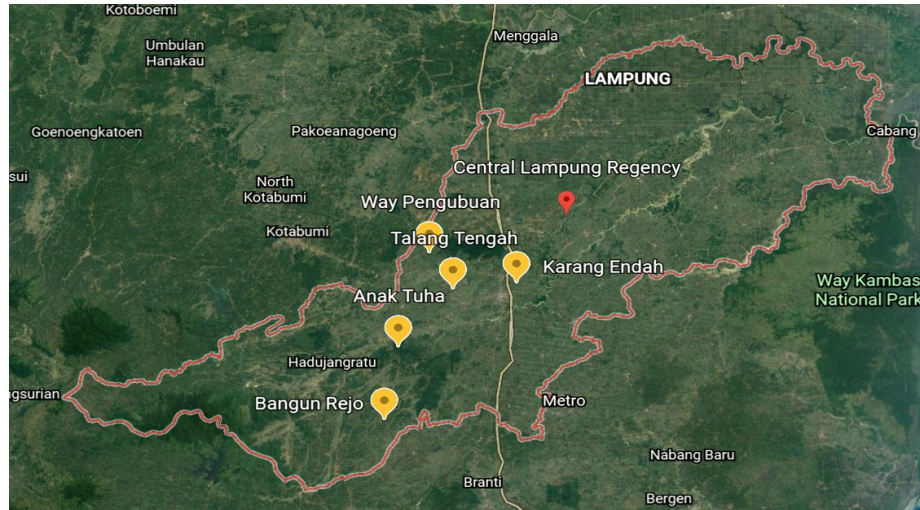 Kotoboemi
Menggala
Umbulan
Hanakau
LAMPUNG
Goenoengkatoen
Pakoeanagoeng
Cabang
sui
Central Lampung Regency
North
Kotabumi
Way Pengubuan
Kotabumi
Talang Tengah
Karang Endah
Way Kambas
National Park
Anak Tuha
Hadujangratu
ngsurian
Bangun Rejo
Metro
Nabang Baru
Branti
Bergen